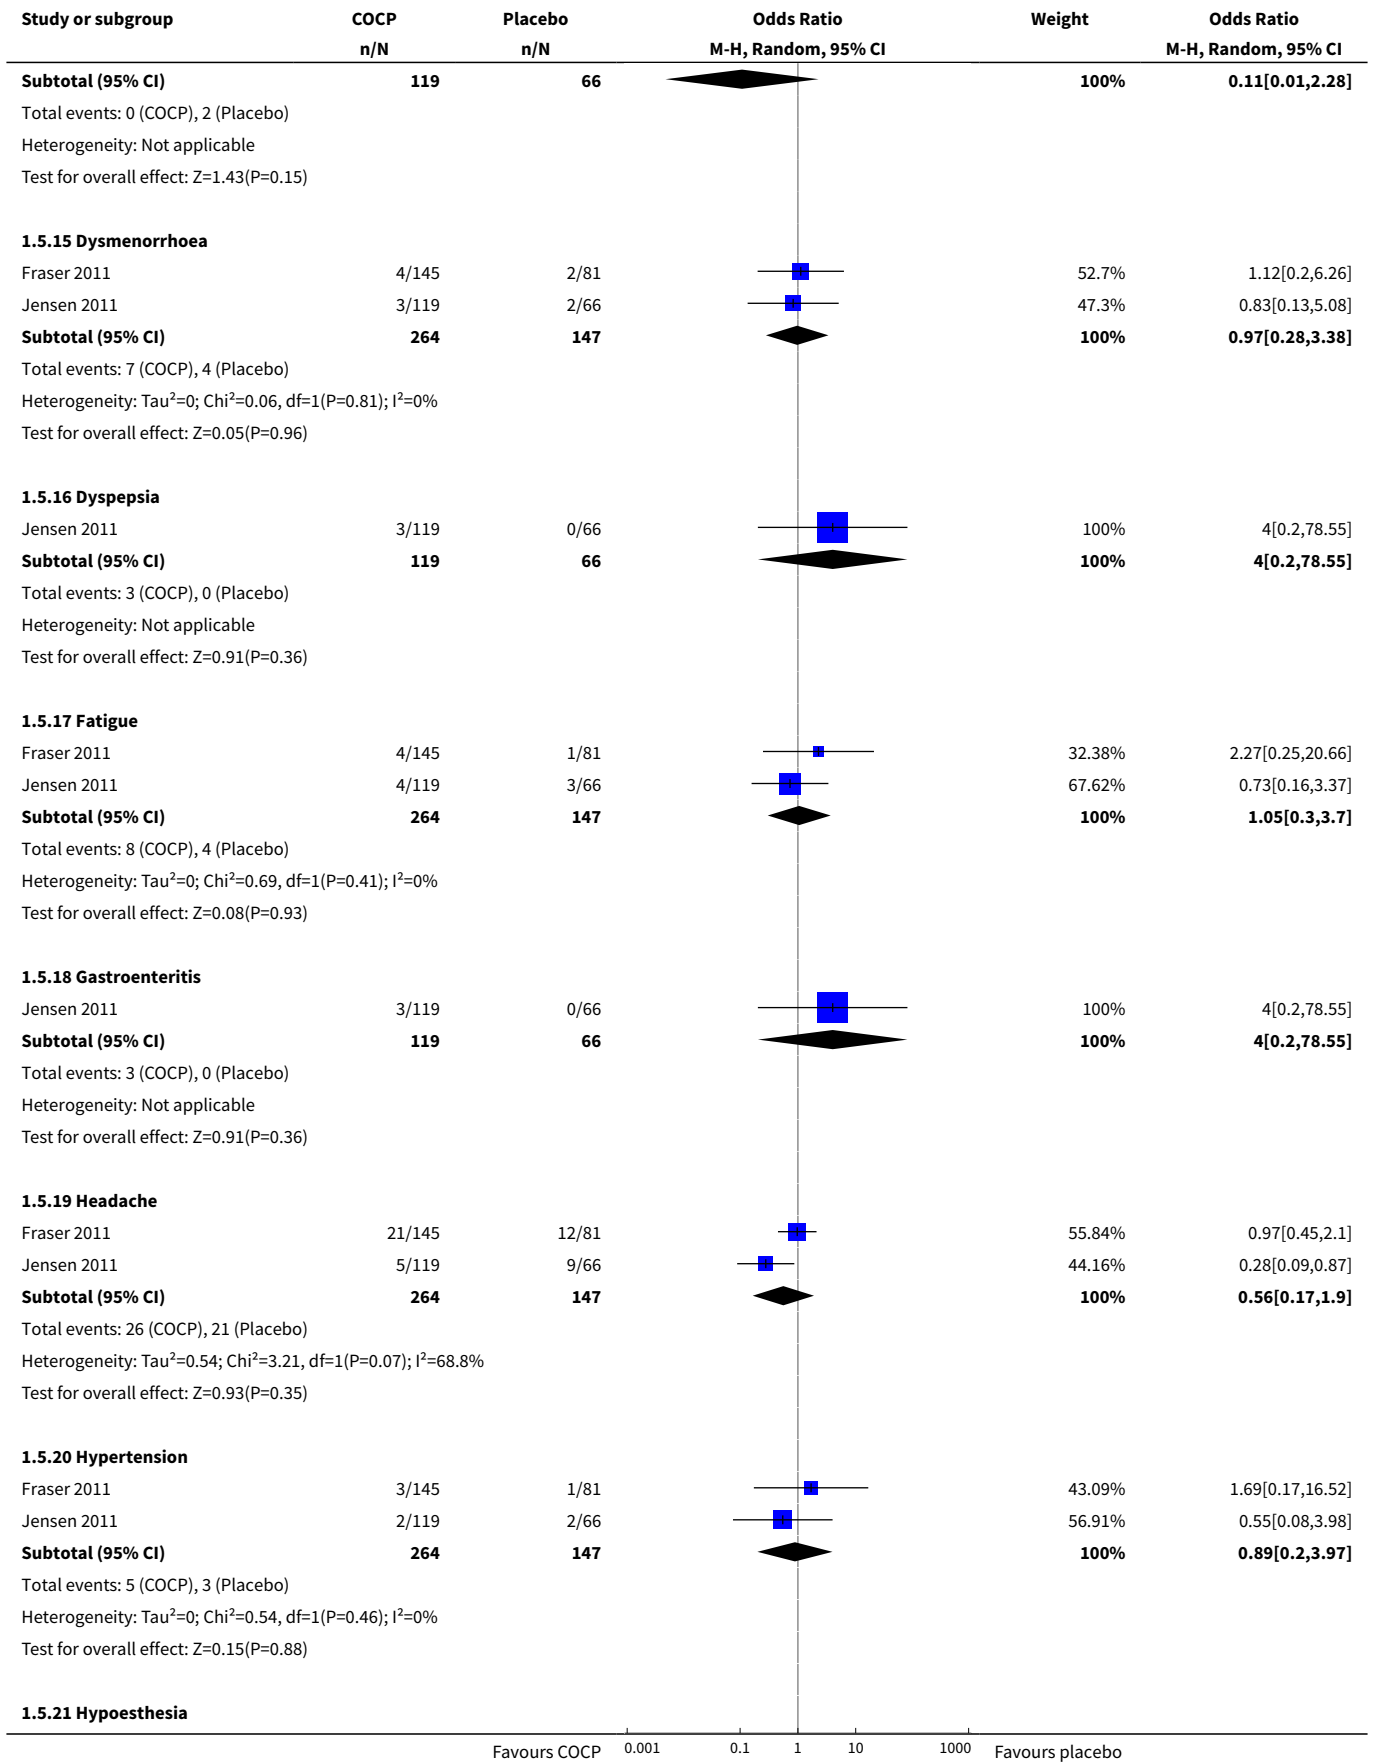 Study or subgroup COCP Placebo Odds Ratio Weight Odds Ratio
n/N n/N M-H, Random, 95% CI M-H, Random, 95% CI
Subtotal (95% CI) 119 66 100% 0.11[0.01,2.28]
Total events: 0 (COCP), 2 (Placebo)
Heterogeneity: Not applicable
Test for overall effect: Z=1.43(P=0.15)
1.5.15 Dysmenorrhoea
Fraser 2011 4/145 2/81 52.7% 1.12[0.2,6.26]
Jensen 2011 3/119 2/66 47.3% 0.83[0.13,5.08]
Subtotal (95% CI) 264 147 100% 0.97[0.28,3.38]
Total events: 7 (COCP), 4 (Placebo)
Heterogeneity: Tau²=0; Chi²=0.06, df=1(P=0.81); I²=0%
Test for overall effect: Z=0.05(P=0.96)
1.5.16 Dyspepsia
Jensen 2011 3/119 0/66 100% 4[0.2,78.55]
Subtotal (95% CI) 119 66 100% 4[0.2,78.55]
Total events: 3 (COCP), 0 (Placebo)
Heterogeneity: Not applicable
Test for overall effect: Z=0.91(P=0.36)
1.5.17 Fatigue
Fraser 2011 4/145 1/81 32.38% 2.27[0.25,20.66]
Jensen 2011 4/119 3/66 67.62% 0.73[0.16,3.37]
Subtotal (95% CI) 264 147 100% 1.05[0.3,3.7]
Total events: 8 (COCP), 4 (Placebo)
Heterogeneity: Tau²=0; Chi²=0.69, df=1(P=0.41); I²=0%
Test for overall effect: Z=0.08(P=0.93)
1.5.18 Gastroenteritis
Jensen 2011 3/119 0/66 100% 4[0.2,78.55]
Subtotal (95% CI) 119 66 100% 4[0.2,78.55]
Total events: 3 (COCP), 0 (Placebo)
Heterogeneity: Not applicable
Test for overall effect: Z=0.91(P=0.36)
1.5.19 Headache
Fraser 2011 21/145 12/81 55.84% 0.97[0.45,2.1]
Jensen 2011 5/119 9/66 44.16% 0.28[0.09,0.87]
Subtotal (95% CI) 264 147 100% 0.56[0.17,1.9]
Total events: 26 (COCP), 21 (Placebo)
Heterogeneity: Tau²=0.54; Chi²=3.21, df=1(P=0.07); I²=68.8%
Test for overall effect: Z=0.93(P=0.35)
1.5.20 Hypertension
Fraser 2011 3/145 1/81 43.09% 1.69[0.17,16.52]
Jensen 2011 2/119 2/66 56.91% 0.55[0.08,3.98]
Subtotal (95% CI) 264 147 100% 0.89[0.2,3.97]
Total events: 5 (COCP), 3 (Placebo)
Heterogeneity: Tau²=0; Chi²=0.54, df=1(P=0.46); I²=0%
Test for overall effect: Z=0.15(P=0.88)
1.5.21 Hypoesthesia
Favours COCP 0.001 0.1 1 10 1000 Favours placebo